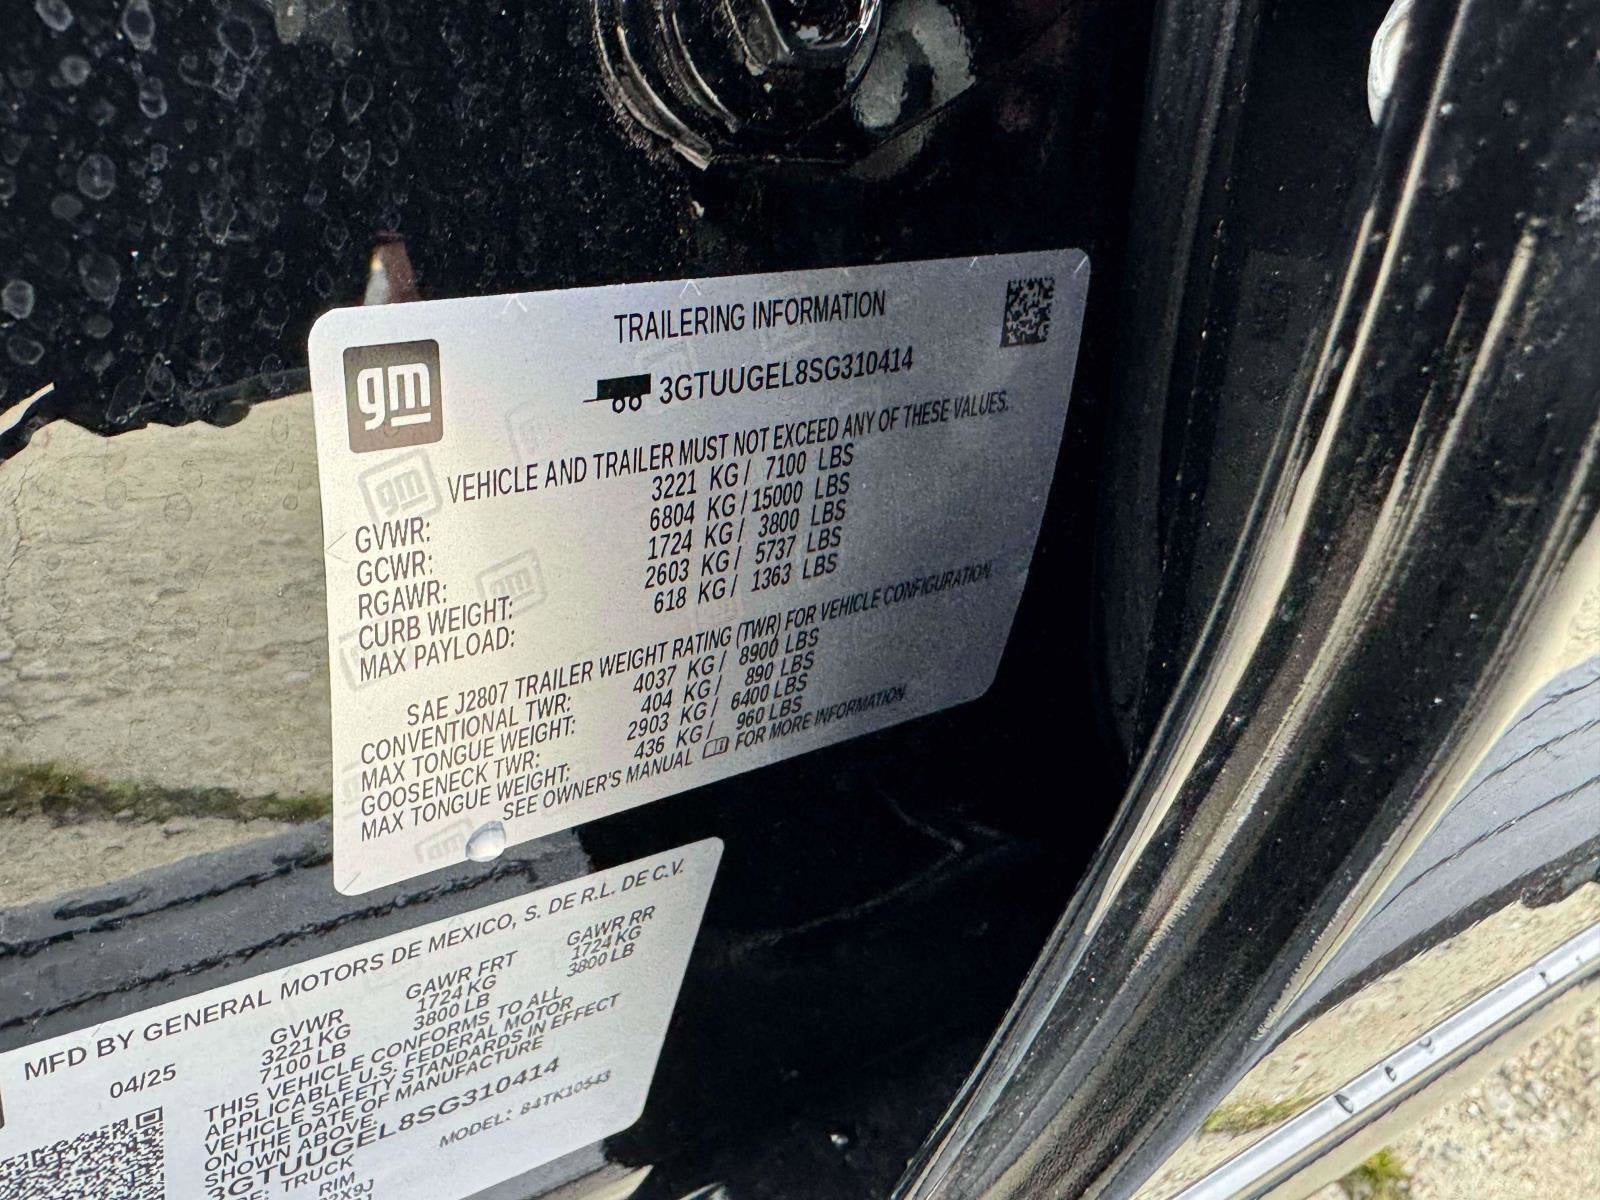 TRAILERING INFORMATION
gm
3GTUUGEL8SG310414
VEHICLE AND TRAILER MUST NOT EXCEED ANY OF THESE VALUES.
GVWR: 3221 KG/ 7100 LBS
GCWR: 6804 KG/15000 LBS
RGAWR: 1724 KG/ 3800 LBS
CURB WEIGHT: 2603 KG/ 5737 LBS
MAX PAYLOAD: 618 KG/ 1363 LBS
SAE J2807 TRAILER WEIGHT RATING (TWR) FOR VEHICLE CONFIGURATION.
CONVENTIONAL TWR: 4037 KG/ 8900 LBS
MAX TONGUE WEIGHT: 404 KG/ 890 LBS
GOOSENECK TWR: 2903 KG/ 6400 LBS
MAX TONGUE WEIGHT: 436 KG/ 960 LBS
SEE OWNER'S MANUAL FOR MORE INFORMATION
MFD BY GENERAL MOTORS DE MEXICO, S. DE R.L. DE C.V.
04/25 GVWR GAWR FRT GAWR RR
3221 KG 1724 KG 1724 KG
7100 LB 3800 LB 3800 LB
THIS VEHICLE CONFORMS TO ALL
APPLICABLE U.S. FEDERAL MOTOR
VEHICLE SAFETY STANDARDS IN EFFECT
ON THE DATE OF MANUFACTURE
SHOWN ABOVE.
3GTUUGEL8SG310414
TRUCK MODEL:
RIM